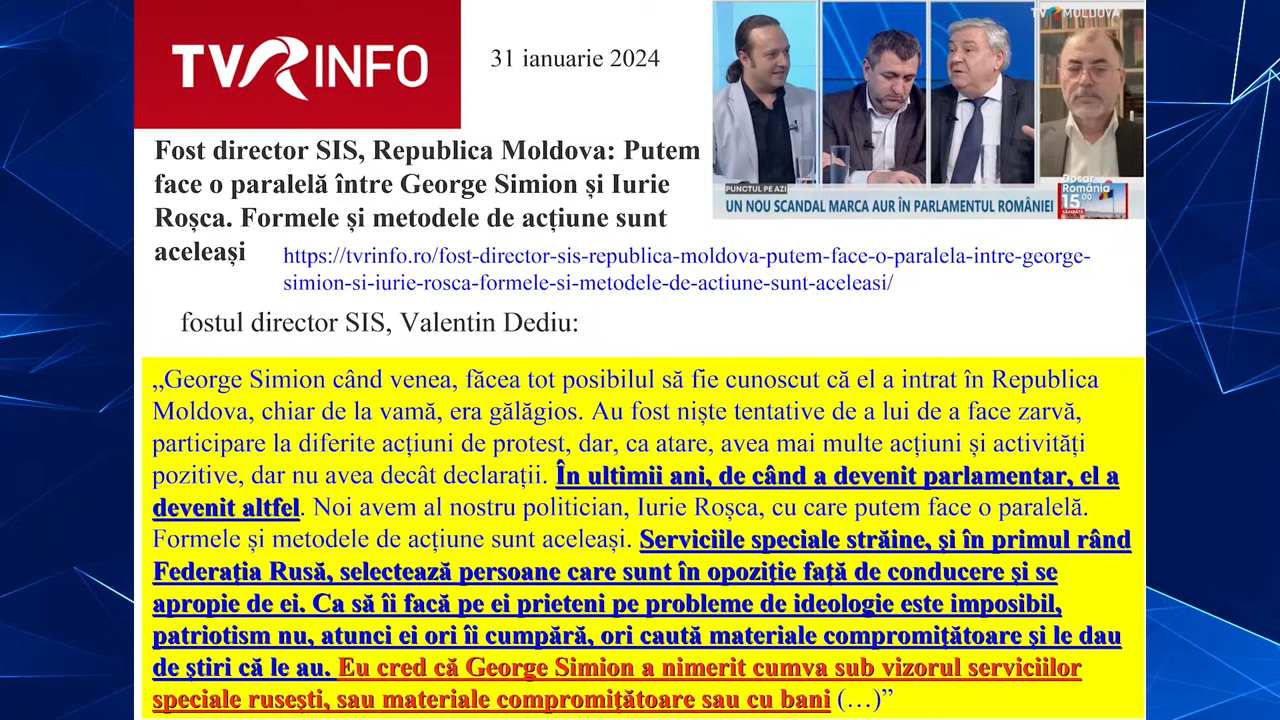 TVR INFO
31 ianuarie 2024
TVR MOLDOVA
PUNCTUL PE AZI
UN NOU SCANDAL MARCA AUR ÎN PARLAMENTUL ROMÂNIEI
Dosar
România
15 00
SÂMBĂTĂ
Fost director SIS, Republica Moldova: Putem
face o paralelă între George Simion și Iurie
Roșca. Formele și metodele de acțiune sunt
aceleași
https://tvrinfo.ro/fost-director-sis-republica-moldova-putem-face-o-paralela-intre-george-
simion-si-iurie-rosca-formele-si-metodele-de-actiune-sunt-aceleasi/
fostul director SIS, Valentin Dediu:
„George Simion când venea, făcea tot posibilul să fie cunoscut că el a intrat în Republica
Moldova, chiar de la vamă, era gălăgios. Au fost niște tentative de a lui de a face zarvă,
participare la diferite acțiuni de protest, dar, ca atare, avea mai multe acțiuni și activități
pozitive, dar nu avea decât declarații. În ultimii ani, de când a devenit parlamentar, el a
devenit altfel. Noi avem al nostru politician, Iurie Roșca, cu care putem face o paralelă.
Formele și metodele de acțiune sunt aceleași. Serviciile speciale străine, și în primul rând
Federația Rusă, selectează persoane care sunt în opoziție față de conducere și se
apropie de ei. Ca să îi facă pe ei prieteni pe probleme de ideologie este imposibil,
patriotism nu, atunci ei ori îi cumpără, ori caută materiale compromițătoare și le dau
de știri că le au. Eu cred că George Simion a nimerit cumva sub vizorul serviciilor
speciale rusești, sau materiale compromițătoare sau cu bani (…)”